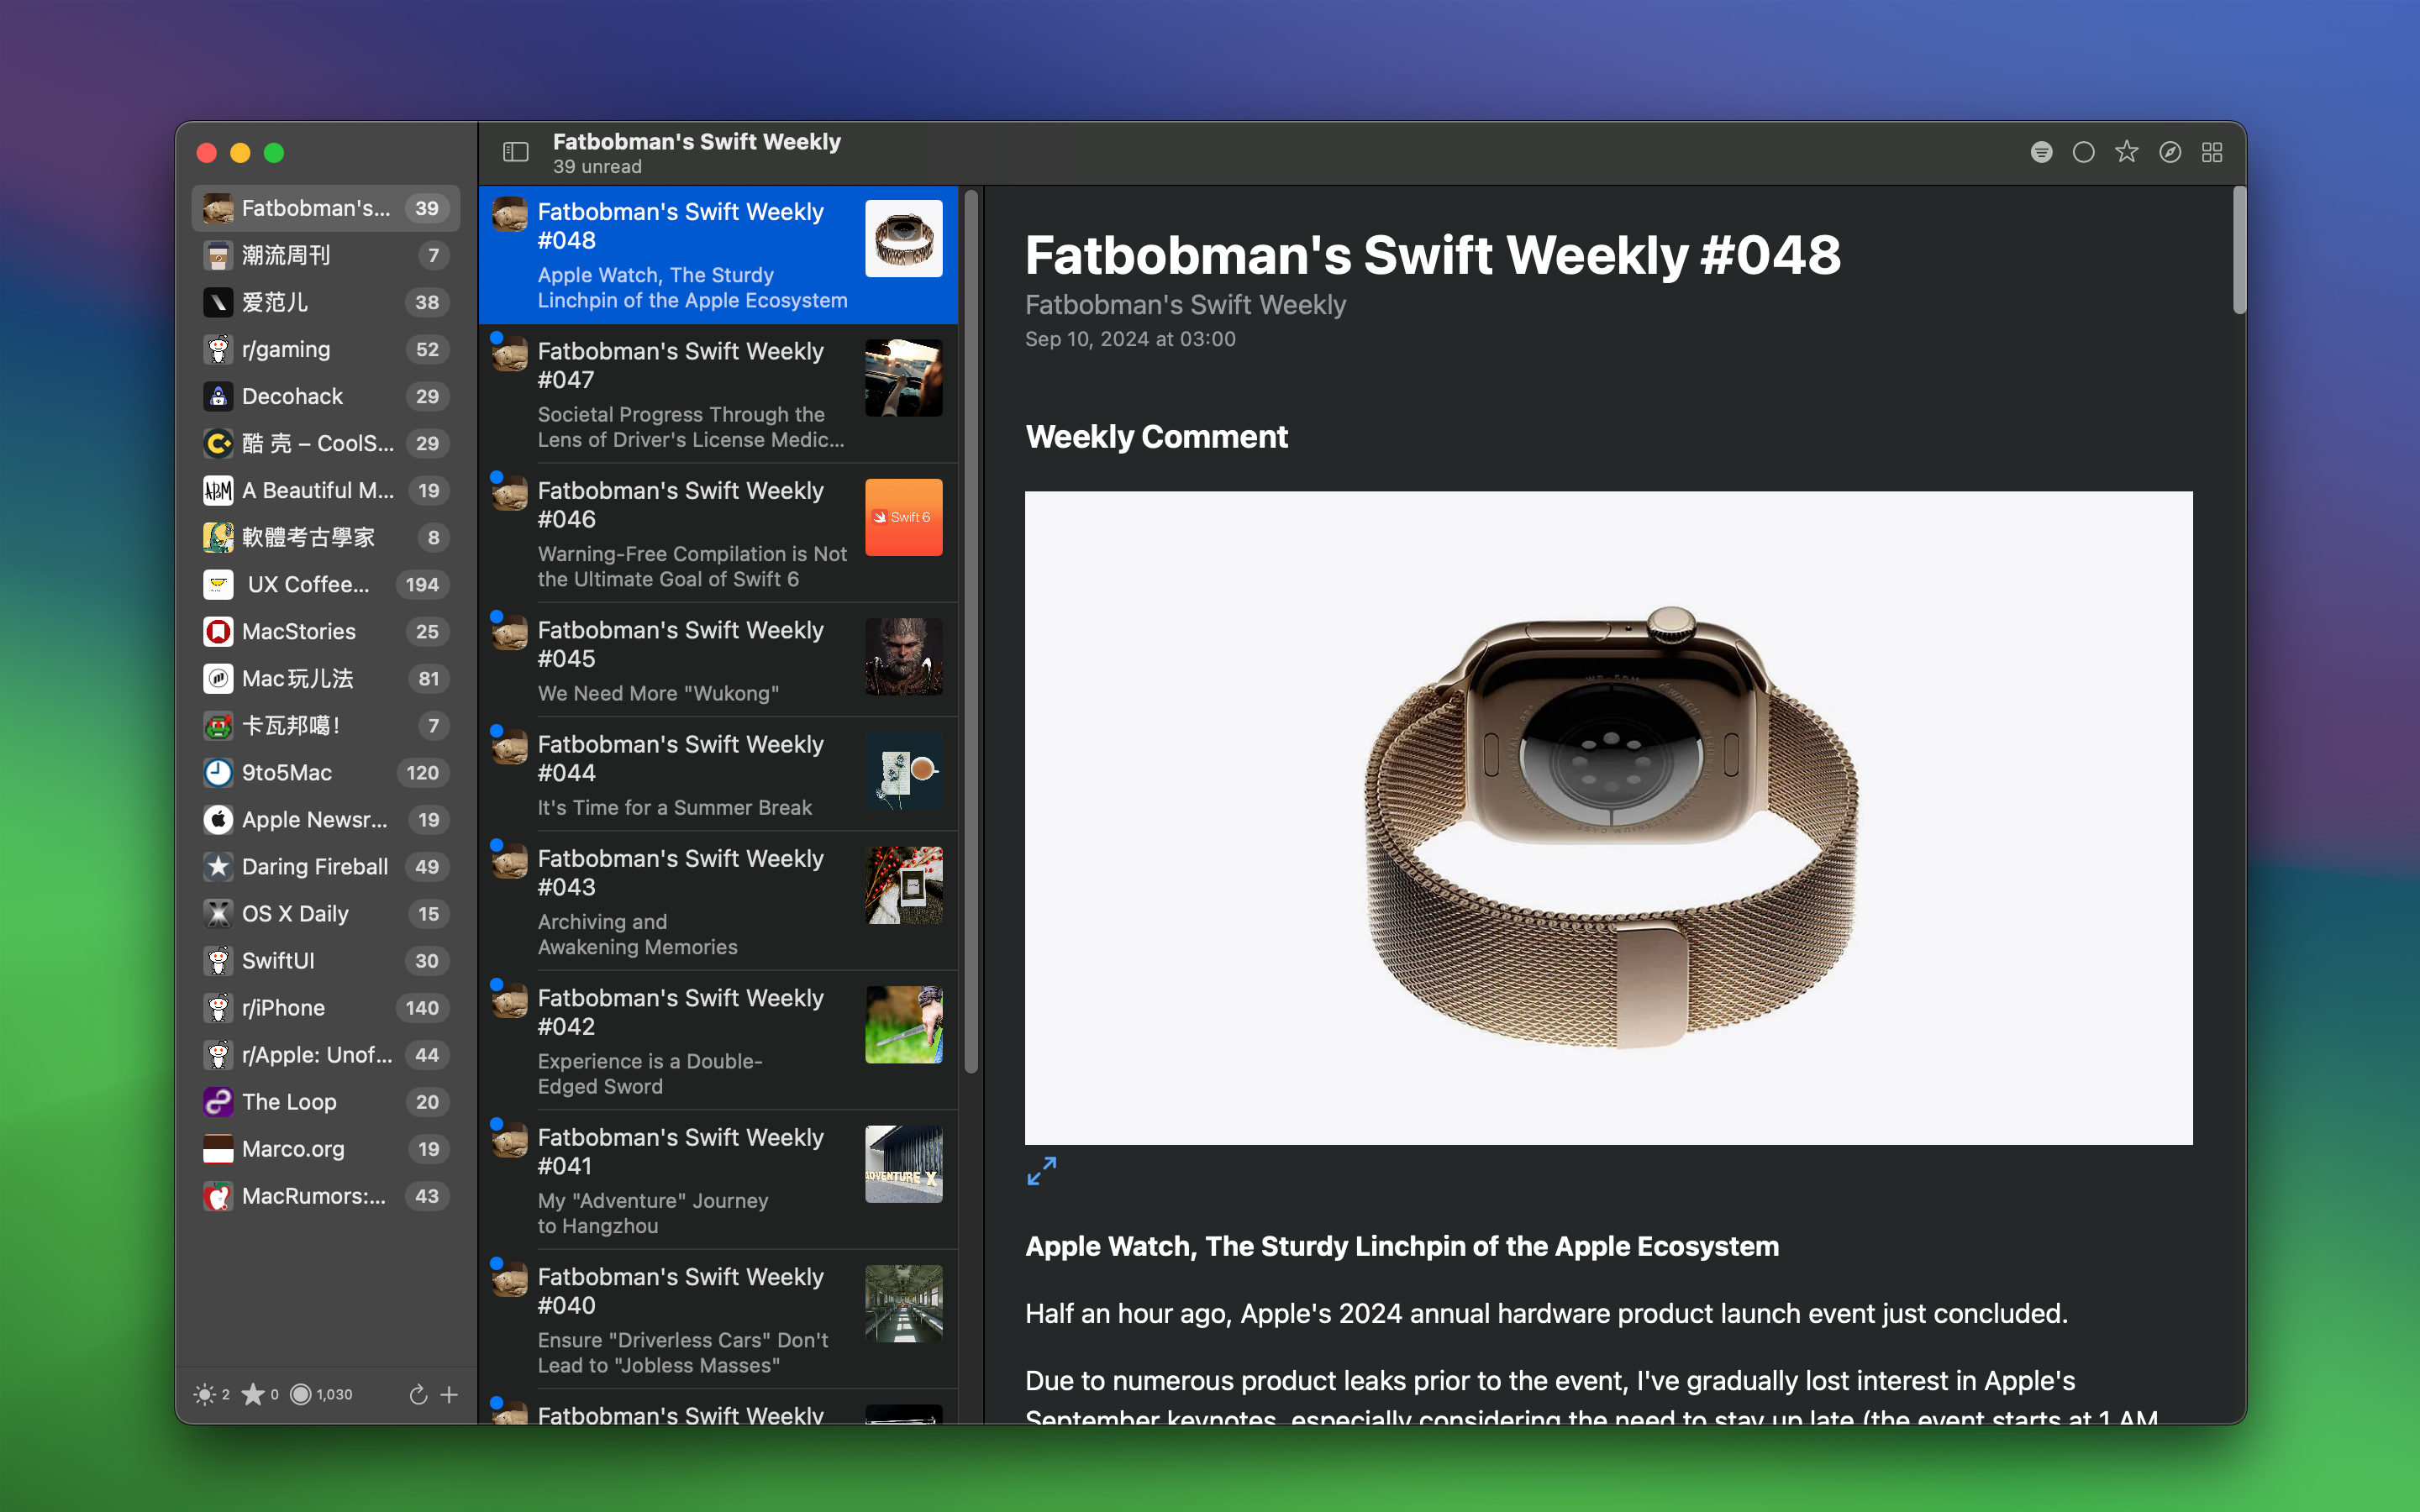 Fatbobman's Swift Weekly
39 unread
Fatbobman's... 39
潮流周刊 7
爱范儿 38
r/gaming 52
Decohack 29
酷 壳 – CoolS... 29
A Beautiful M... 19
軟體考古學家 8
UX Coffee... 194
MacStories 25
Mac玩儿法 81
卡瓦邦噶！ 7
9to5Mac 120
Apple Newsr... 19
Daring Fireball 49
OS X Daily 15
SwiftUI 30
r/iPhone 140
r/Apple: Unof... 44
The Loop 20
Marco.org 19
MacRumors:... 43
2 0 1,030
Fatbobman's Swift Weekly
#048
Apple Watch, The Sturdy
Linchpin of the Apple Ecosystem
Fatbobman's Swift Weekly
#047
Societal Progress Through the
Lens of Driver's License Medic...
Fatbobman's Swift Weekly
#046
Warning-Free Compilation is Not
the Ultimate Goal of Swift 6
Swift 6
Fatbobman's Swift Weekly
#045
We Need More "Wukong"
Fatbobman's Swift Weekly
#044
It's Time for a Summer Break
Fatbobman's Swift Weekly
#043
Archiving and
Awakening Memories
Fatbobman's Swift Weekly
#042
Experience is a Double-
Edged Sword
Fatbobman's Swift Weekly
#041
My "Adventure" Journey
to Hangzhou
ADVENTURE X
Fatbobman's Swift Weekly
#040
Ensure "Driverless Cars" Don't
Lead to "Jobless Masses"
Fatbobman's Swift Weekly
Fatbobman's Swift Weekly #048
Fatbobman's Swift Weekly
Sep 10, 2024 at 03:00
Weekly Comment
Apple Watch, The Sturdy Linchpin of the Apple Ecosystem
Half an hour ago, Apple's 2024 annual hardware product launch event just concluded.
Due to numerous product leaks prior to the event, I've gradually lost interest in Apple's
September keynotes, especially considering the need to stay up late (the event starts at 1 AM